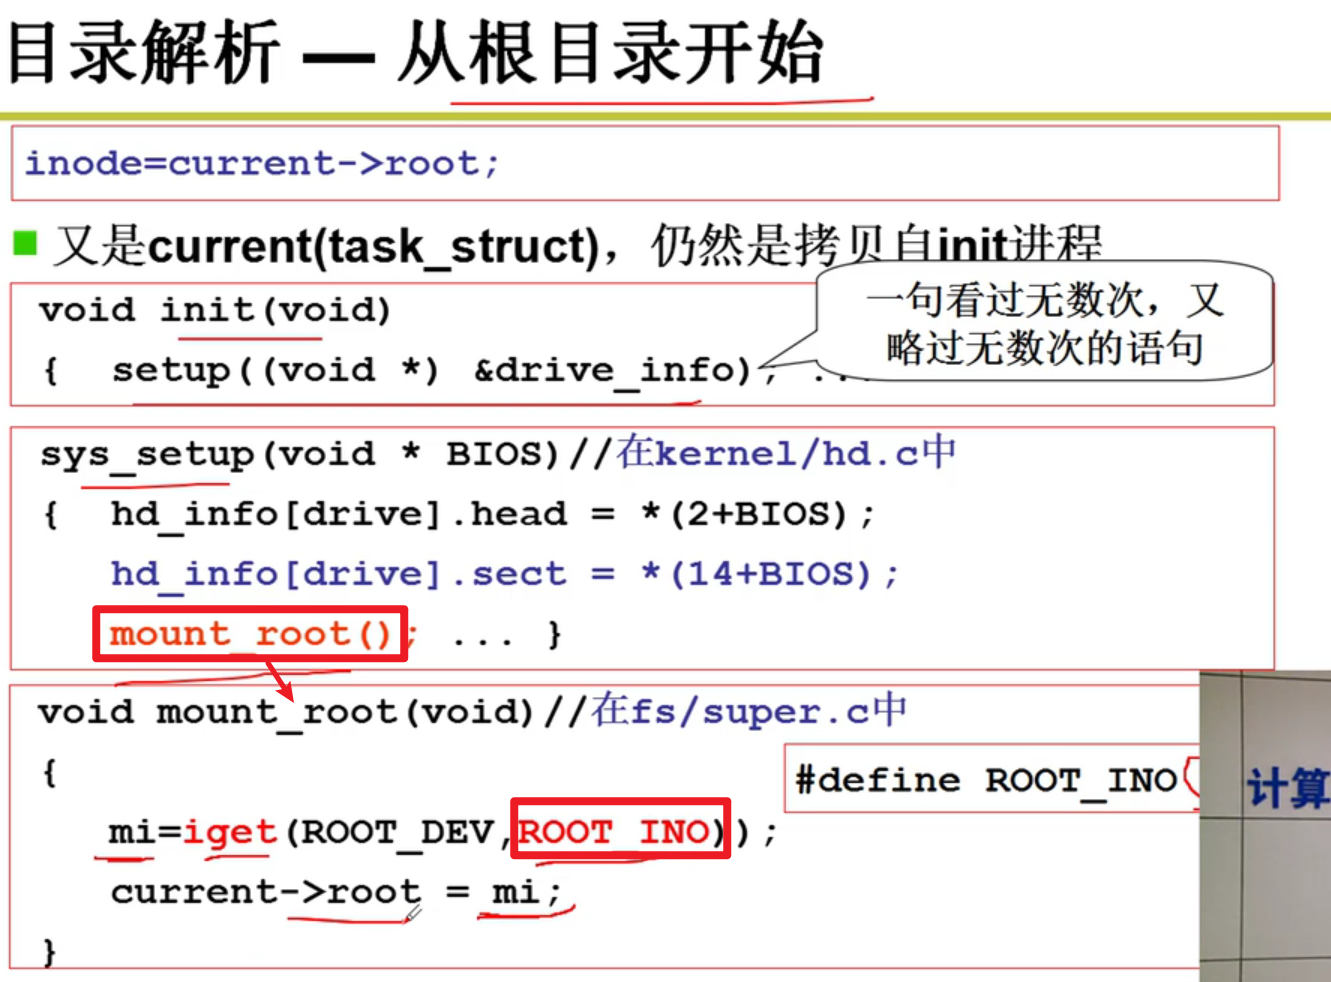 目录解析 — 从根目录开始
inode=current->root;
又是current(task_struct)，仍然是拷贝自init进程
void init(void)
{ setup((void *) &drive_info); ...
一句看过无数次，又
略过无数次的语句
sys_setup(void * BIOS)//在kernel/hd.c中
{ hd_info[drive].head = *(2+BIOS);
hd_info[drive].sect = *(14+BIOS);
mount_root(); ... }
void mount_root(void)//在fs/super.c中
{
#define ROOT_INO
计算
mi=iget(ROOT_DEV,ROOT_INO));
current->root = mi;
}